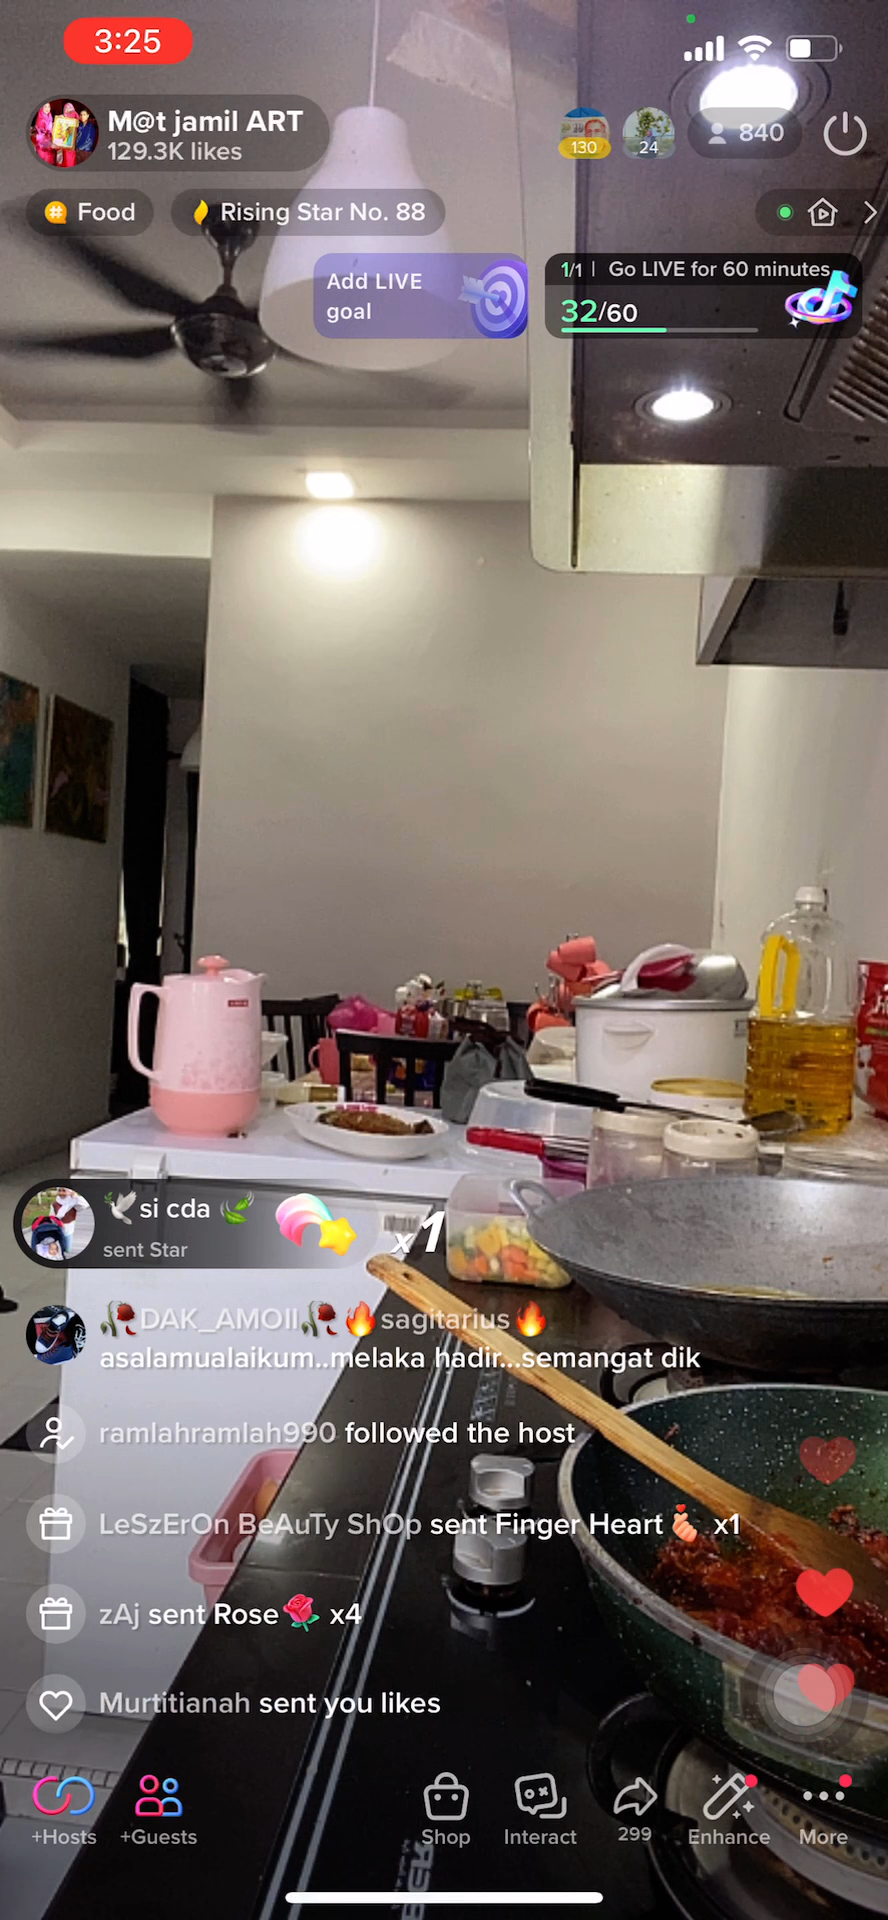 3:25
M@t jamil ART
129.3K likes
130
24
840
Food
Rising Star No. 88
Add LIVE
goal
1/1 | Go LIVE for 60 minutes
32/60
si cda
sent Star
x1
DAK_AMOII sagitarius
asalamualaikum..melaka hadir...semangat dik
ramlahramlah990 followed the host
LeSzErOn BeAuTy ShOp sent Finger Heart x1
zAj sent Rose x4
Murtitianah sent you likes
+Hosts
+Guests
Shop
Interact
299
Enhance
More